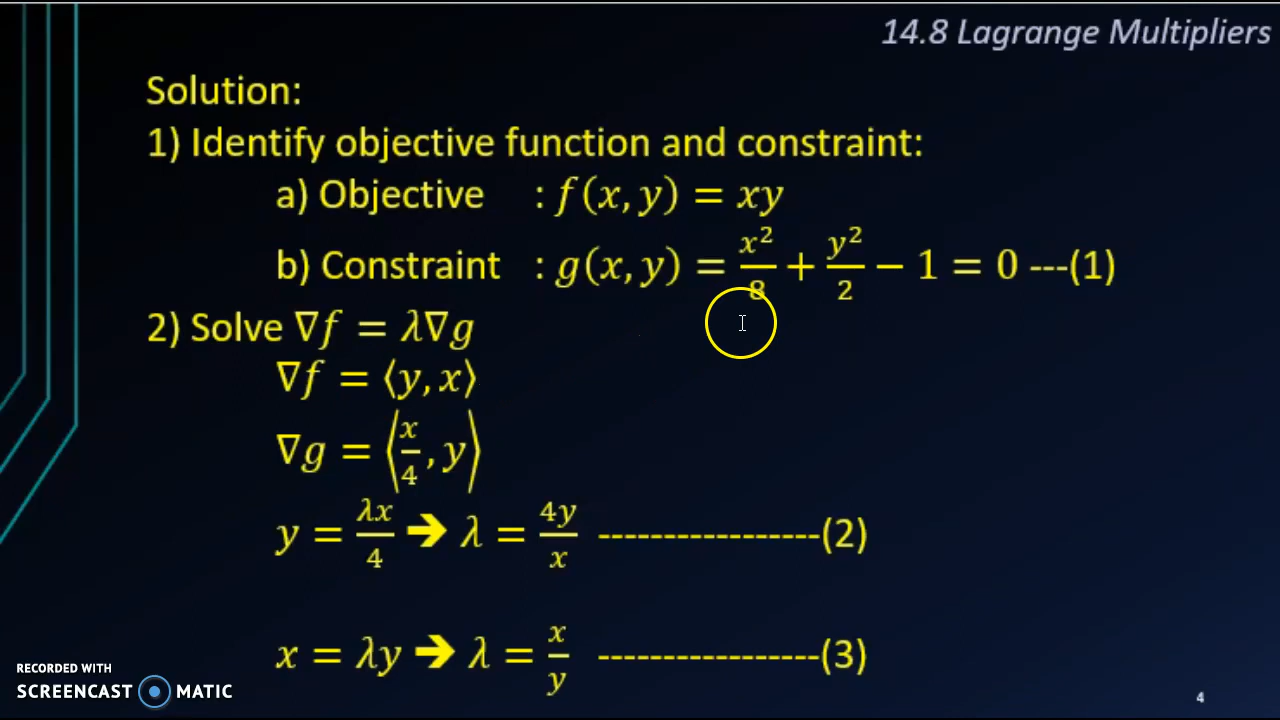 14.8 Lagrange Multipliers
Solution:
1) Identify objective function and constraint:
a) Objective : f(x, y) = xy
b) Constraint : g(x, y) = x²/8 + y²/2 − 1 = 0 ---(1)
2) Solve ∇f = λ∇g
∇f = ⟨y, x⟩
∇g = ⟨x/4, y⟩
y = λx/4 ➔ λ = 4y/x -----------------(2)
x = λy ➔ λ = x/y -----------------(3)
RECORDED WITH
SCREENCAST MATIC
4